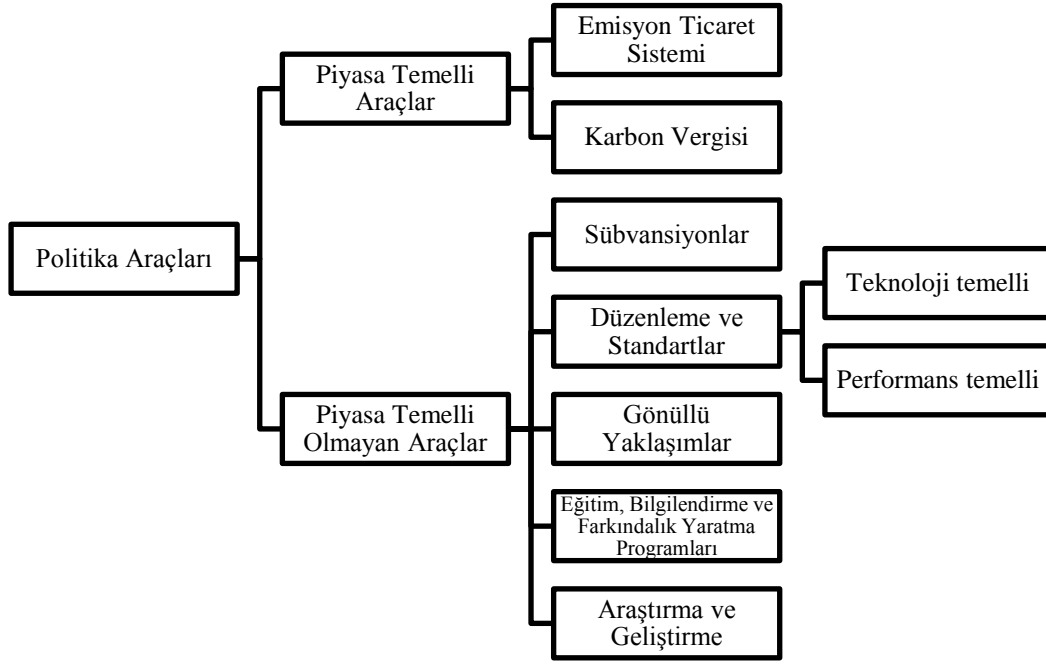 Politika Araçları
Piyasa Temelli
Araçlar
Emisyon Ticaret
Sistemi
Karbon Vergisi
Piyasa Temelli
Olmayan Araçlar
Sübvansiyonlar
Düzenleme ve
Standartlar
Teknoloji temelli
Performans temelli
Gönüllü
Yaklaşımlar
Eğitim, Bilgilendirme ve
Farkındalık Yaratma
Programları
Araştırma ve
Geliştirme